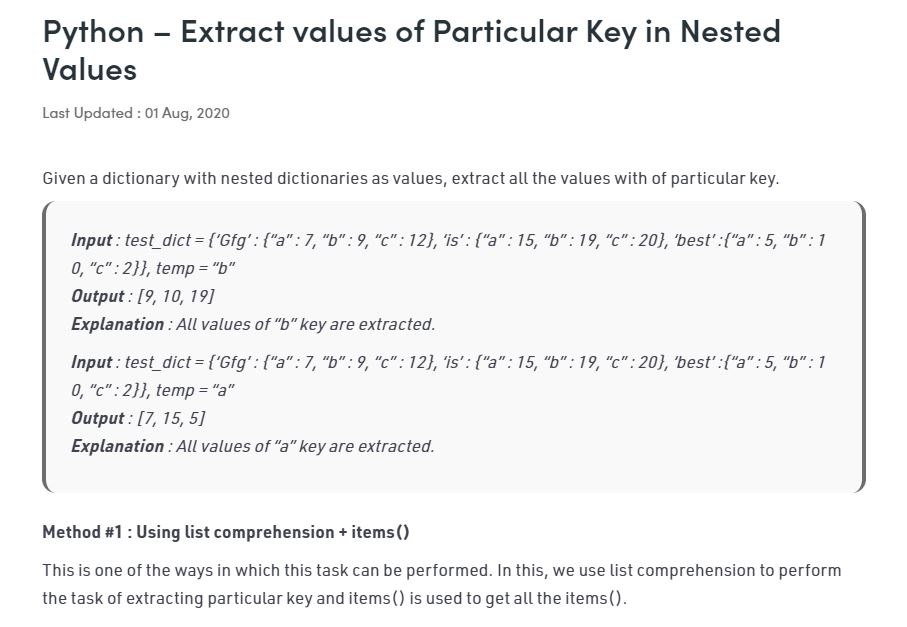 Python – Extract values of Particular Key in Nested
Values
Last Updated : 01 Aug, 2020
Given a dictionary with nested dictionaries as values, extract all the values with of particular key.
Input : test_dict = {‘Gfg’ : {“a” : 7, “b” : 9, “c” : 12}, ‘is’ : {“a” : 15, “b” : 19, “c” : 20}, ‘best’ :{“a” : 5, “b” : 1
0, “c” : 2}}, temp = “b”
Output : [9, 10, 19]
Explanation : All values of “b” key are extracted.
Input : test_dict = {‘Gfg’ : {“a” : 7, “b” : 9, “c” : 12}, ‘is’ : {“a” : 15, “b” : 19, “c” : 20}, ‘best’ :{“a” : 5, “b” : 1
0, “c” : 2}}, temp = “a”
Output : [7, 15, 5]
Explanation : All values of “a” key are extracted.
Method #1 : Using list comprehension + items()
This is one of the ways in which this task can be performed. In this, we use list comprehension to perform
the task of extracting particular key and items() is used to get all the items().